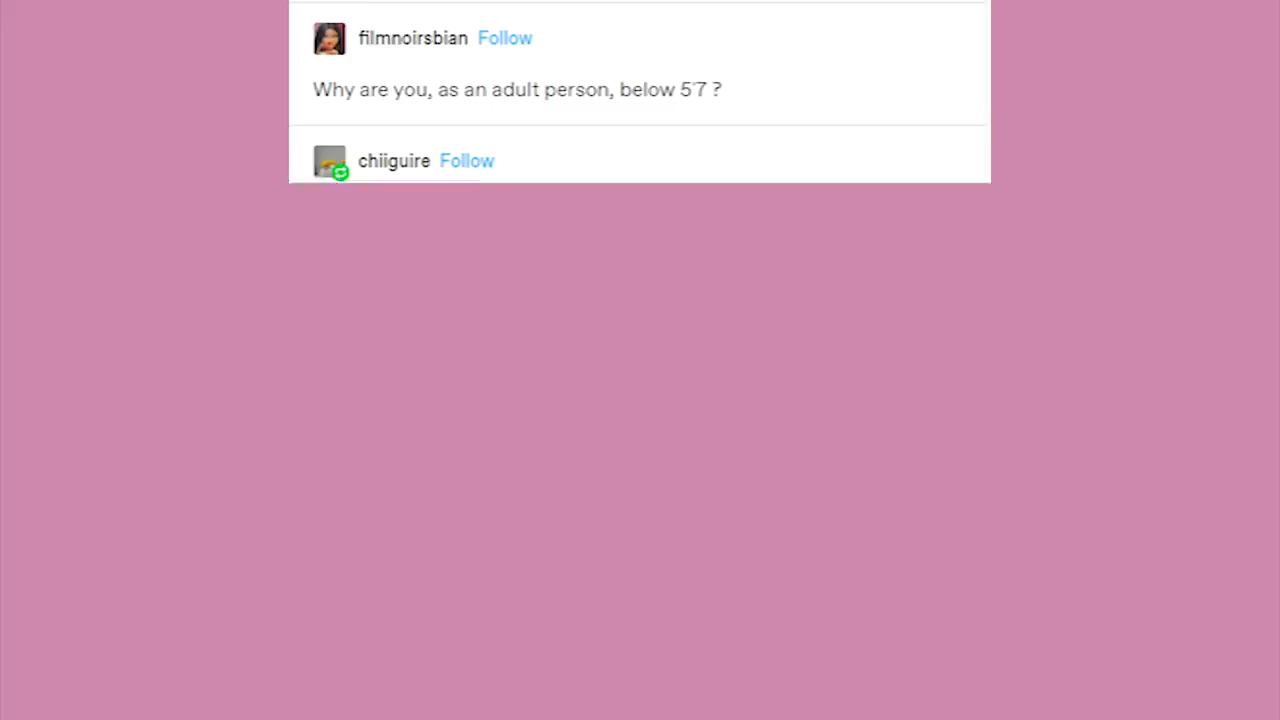 filmnoirsbian Follow
Why are you, as an adult person, below 5'7 ?
chiiguire Follow